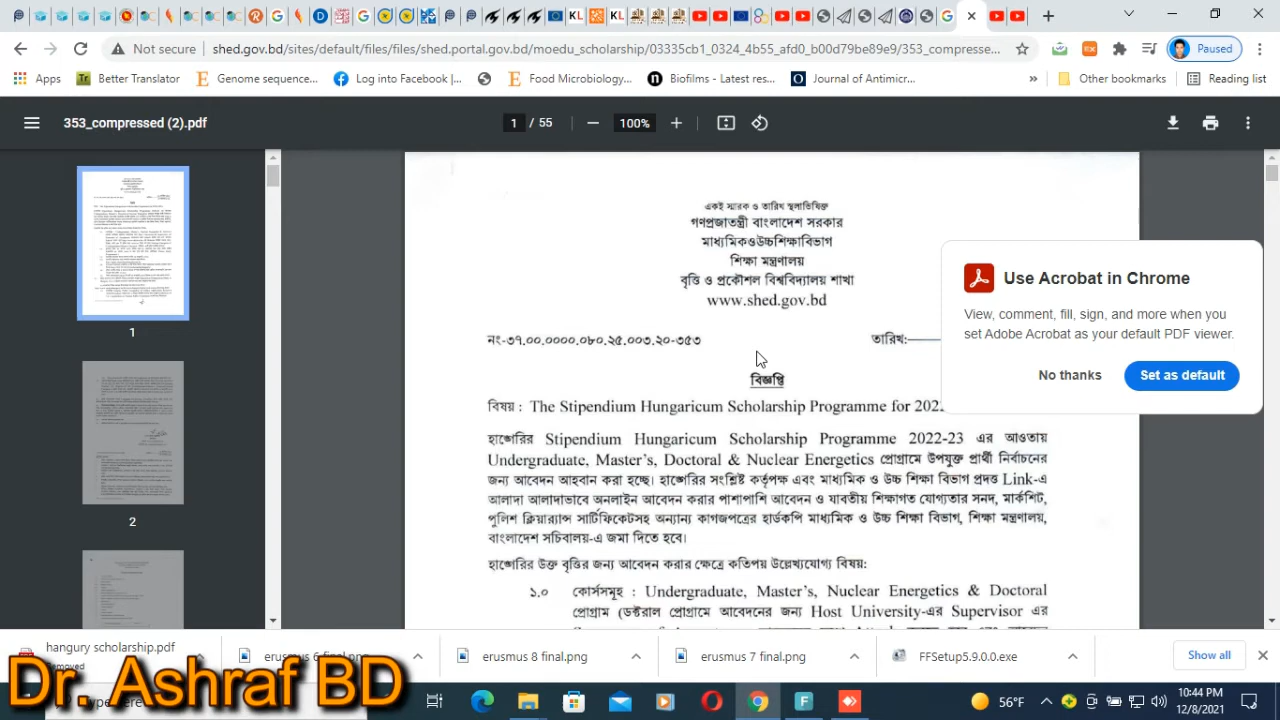 Not secure
shed.gov.bd/sites/default/files/files/shed.portal.gov.bd/moedu_scholarship/03335cb1_0324_4b55_afd0_b00d79be89e9/353_compresse...
Paused
Apps
Better Translator
Genome sequence...
Log into Facebook |...
Food Microbiology...
Biofilms - Latest res...
Journal of Antimicr...
»
Other bookmarks
Reading list
353_compressed (2).pdf
1 / 55
100%
1
2
একই স্মারক ও তারিখ স্থলাভিষিক্ত
গণপ্রজাতন্ত্রী বাংলাদেশ সরকার
মাধ্যমিকওউচ্চশিক্ষাবিভাগ
শিক্ষা মন্ত্রণালয়
বৃত্তি ও প্রকৌশল বিশ্ববিদ্যালয় শাখা
www.shed.gov.bd
নং-৩৭.০০.০০০০.০৮০.২৫.০০৩.২০-৩৫৩
তারিখ:
বিজ্ঞপ্তি
বিষয় : The Stipendium Hungaricum Scholarship Programme for
হাঙ্গেরির Stipendium Hungaricum Scholarship Programme 2022-23 এর আওতায়
Undergraduate, Master's, Doctoral & Nuclear Energetics প্রোগ্রামে উপযুক্ত প্রার্থী নির্বাচনের
জন্য আবেদন আহবান করা হচ্ছে। হাঙ্গেরির সংশ্লিষ্ট কর্তৃপক্ষ এবং মাধ্যমিক ও উচ্চ শিক্ষা বিভাগ প্রদত্ত Link-এ
আলাদা আলাদাভাবে অনলাইন আবেদন করার পাশাপাশি আবেদন ও যাবতীয় শিক্ষাগত যোগ্যতার সনদ, মার্কশিট,
পুলিশ ক্লিয়ার‌্যান্স সার্টিফিকেটসহ অন্যান্য কাগজপত্রের হার্ডকপি মাধ্যমিক ও উচ্চ শিক্ষা বিভাগ, শিক্ষা মন্ত্রণালয়,
বাংলাদেশ সচিবালয়-এ জমা দিতে হবে।
হাঙ্গেরির উক্ত বৃত্তির জন্য আবেদন করার ক্ষেত্রে কতিপয় উল্লেখযোগ্য বিষয়:
১.০ কোর্সসমূহ : Undergraduate, Master's, Nuclear Energetics & Doctoral
প্রোগ্রাম (ডক্টরাল প্রোগ্রামে আবেদনের জন্য Host University-এর Supervisor এর
Use Acrobat in Chrome
View, comment, fill, sign, and more when you
set Adobe Acrobat as your default PDF viewer.
No thanks
Set as default
hangury scholarship.pdf
erusmus 6 final.png
erusmus 8 final.png
erusmus 7 final.png
FFSetup5.9.0.0.exe
Show all
Dr. Ashraf BD
56°F
10:44 PM
12/8/2021